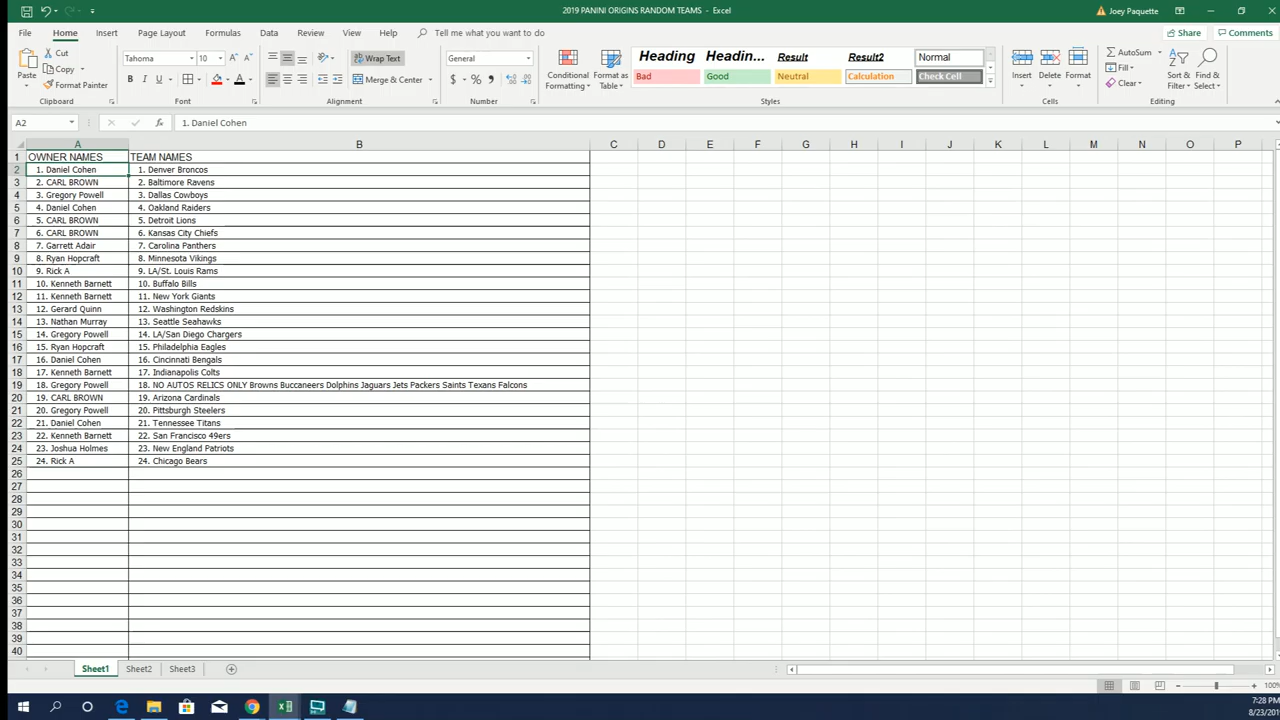 2019 PANINI ORIGINS RANDOM TEAMS - Excel
Joey Paquette
File Home Insert Page Layout Formulas Data Review View Help Tell me what you want to do
Share Comments
Paste Cut Copy Format Painter
Tahoma 10
B I U
Wrap Text
Merge & Center
General
$ % ,
Conditional Formatting Format as Table
Heading Headin... Result Result2 Normal
Bad Good Neutral Calculation Check Cell
Insert Delete Format
AutoSum Fill Clear
Sort & Filter Find & Select
Clipboard Font Alignment Number Styles Cells Editing
A2 fx 1. Daniel Cohen
A B C D E F G H I J K L M N O P
1 OWNER NAMES TEAM NAMES
2 1. Daniel Cohen 1. Denver Broncos
3 2. CARL BROWN 2. Baltimore Ravens
4 3. Gregory Powell 3. Dallas Cowboys
5 4. Daniel Cohen 4. Oakland Raiders
6 5. CARL BROWN 5. Detroit Lions
7 6. CARL BROWN 6. Kansas City Chiefs
8 7. Garrett Adair 7. Carolina Panthers
9 8. Ryan Hopcraft 8. Minnesota Vikings
10 9. Rick A 9. LA/St. Louis Rams
11 10. Kenneth Barnett 10. Buffalo Bills
12 11. Kenneth Barnett 11. New York Giants
13 12. Gerard Quinn 12. Washington Redskins
14 13. Nathan Murray 13. Seattle Seahawks
15 14. Gregory Powell 14. LA/San Diego Chargers
16 15. Ryan Hopcraft 15. Philadelphia Eagles
17 16. Daniel Cohen 16. Cincinnati Bengals
18 17. Kenneth Barnett 17. Indianapolis Colts
19 18. Gregory Powell 18. NO AUTOS RELICS ONLY Browns Buccaneers Dolphins Jaguars Jets Packers Saints Texans Falcons
20 19. CARL BROWN 19. Arizona Cardinals
21 20. Gregory Powell 20. Pittsburgh Steelers
22 21. Daniel Cohen 21. Tennessee Titans
23 22. Kenneth Barnett 22. San Francisco 49ers
24 23. Joshua Holmes 23. New England Patriots
25 24. Rick A 24. Chicago Bears
26
27
28
29
30
31
32
33
34
35
36
37
38
39
40
Sheet1 Sheet2 Sheet3
100%
7:28 PM
8/23/201